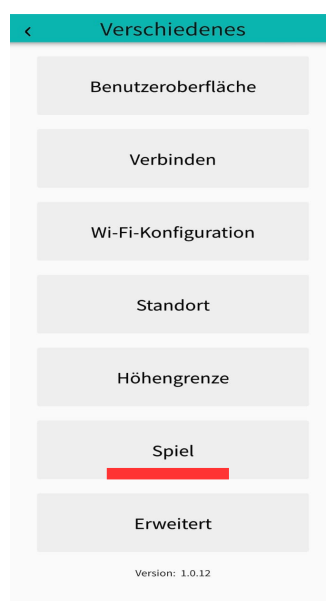 Verschiedenes
Benutzeroberfläche
Verbinden
Wi-Fi-Konfiguration
Standort
Höhengrenze
Spiel
Erweitert
Version: 1.0.12